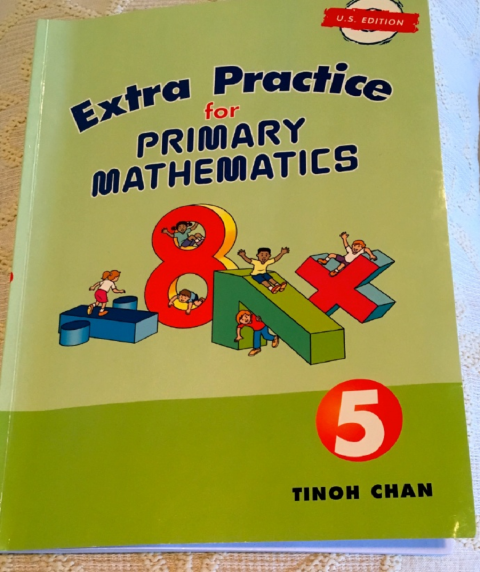 U.S. EDITION
Extra Practice
for
PRIMARY
MATHEMATICS
5
TINOH CHAN